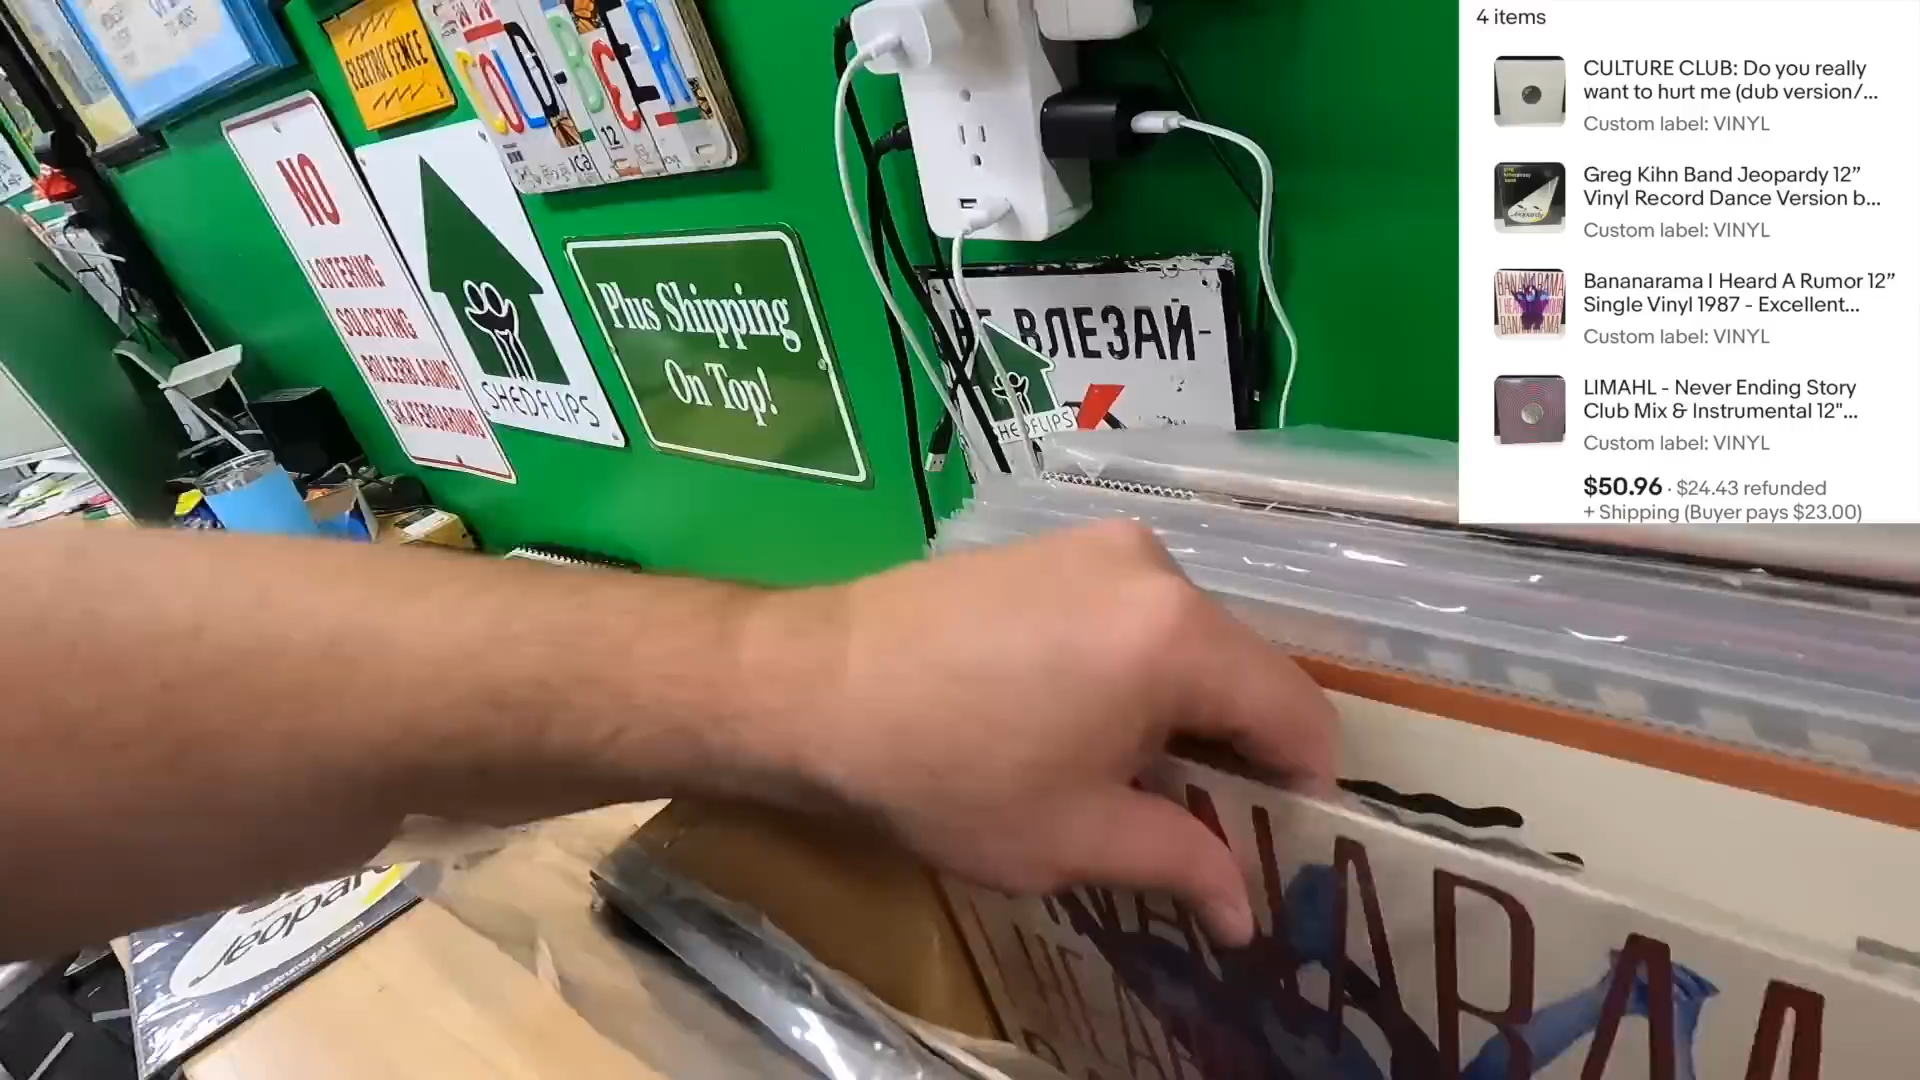 ELECTRIC FENCE
COLD-BEER
12
NO
LOITERING
SOLICITING
ROLLERBLADING
SKATEBOARDING
SHEDFLIPS
Plus Shipping
On Top!
ВЛЕЗАЙ-
SHEDFLIPS
Jeopardy
4 items
CULTURE CLUB: Do you really
want to hurt me (dub version/...
Custom label: VINYL
Greg Kihn Band Jeopardy 12”
Vinyl Record Dance Version b...
Custom label: VINYL
Bananarama I Heard A Rumor 12”
Single Vinyl 1987 - Excellent...
Custom label: VINYL
LIMAHL - Never Ending Story
Club Mix & Instrumental 12"...
Custom label: VINYL
$50.96 · $24.43 refunded
+ Shipping (Buyer pays $23.00)